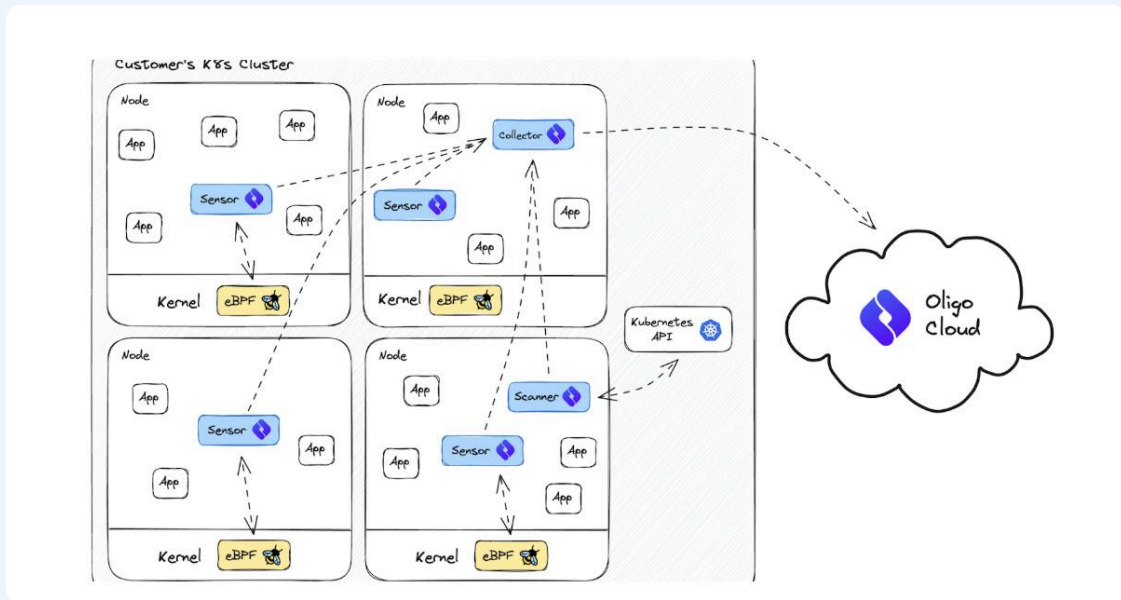 Customer's K8s Cluster
Node
App
App
App
Sensor
App
App
Kernel
eBPF
Node
App
Collector
Sensor
App
App
Kernel
eBPF
Kubernetes
API
Oligo
Cloud
Node
App
Sensor
App
App
Kernel
eBPF
Node
App
Scanner
Sensor
App
App
App
Kernel
eBPF